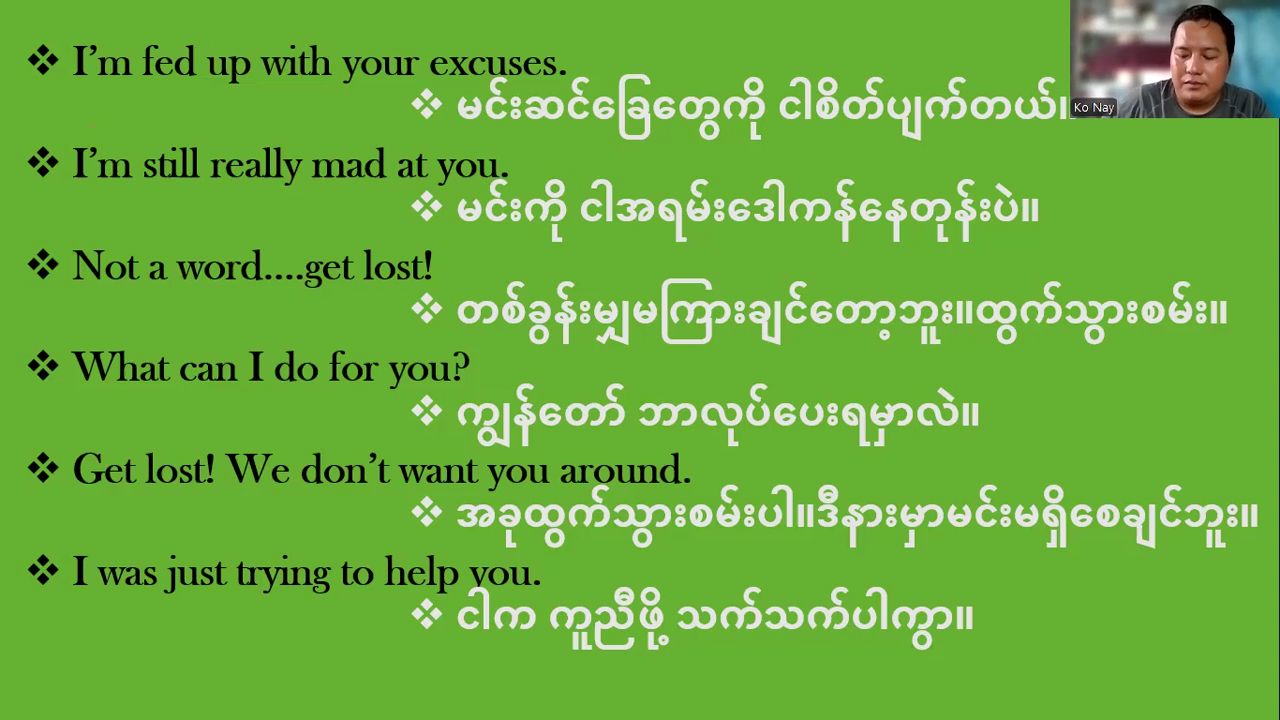 ❖ I'm fed up with your excuses.
❖ မင်းဆင်ခြေတွေကို ငါစိတ်ပျက်တယ်။
Ko Nay
❖ I'm still really mad at you.
❖ မင်းကို ငါအရမ်းဒေါကန်နေတုန်းပဲ။
❖ Not a word....get lost!
❖ တစ်ခွန်းမျှမကြားချင်တော့ဘူး။ထွက်သွားစမ်း။
❖ What can I do for you?
❖ ကျွန်တော် ဘာလုပ်ပေးရမှာလဲ။
❖ Get lost! We don't want you around.
❖ အခုထွက်သွားစမ်းပါ။ဒီနားမှာမင်းမရှိစေချင်ဘူး။
❖ I was just trying to help you.
❖ ငါက ကူညီဖို့ သက်သက်ပါကွာ။